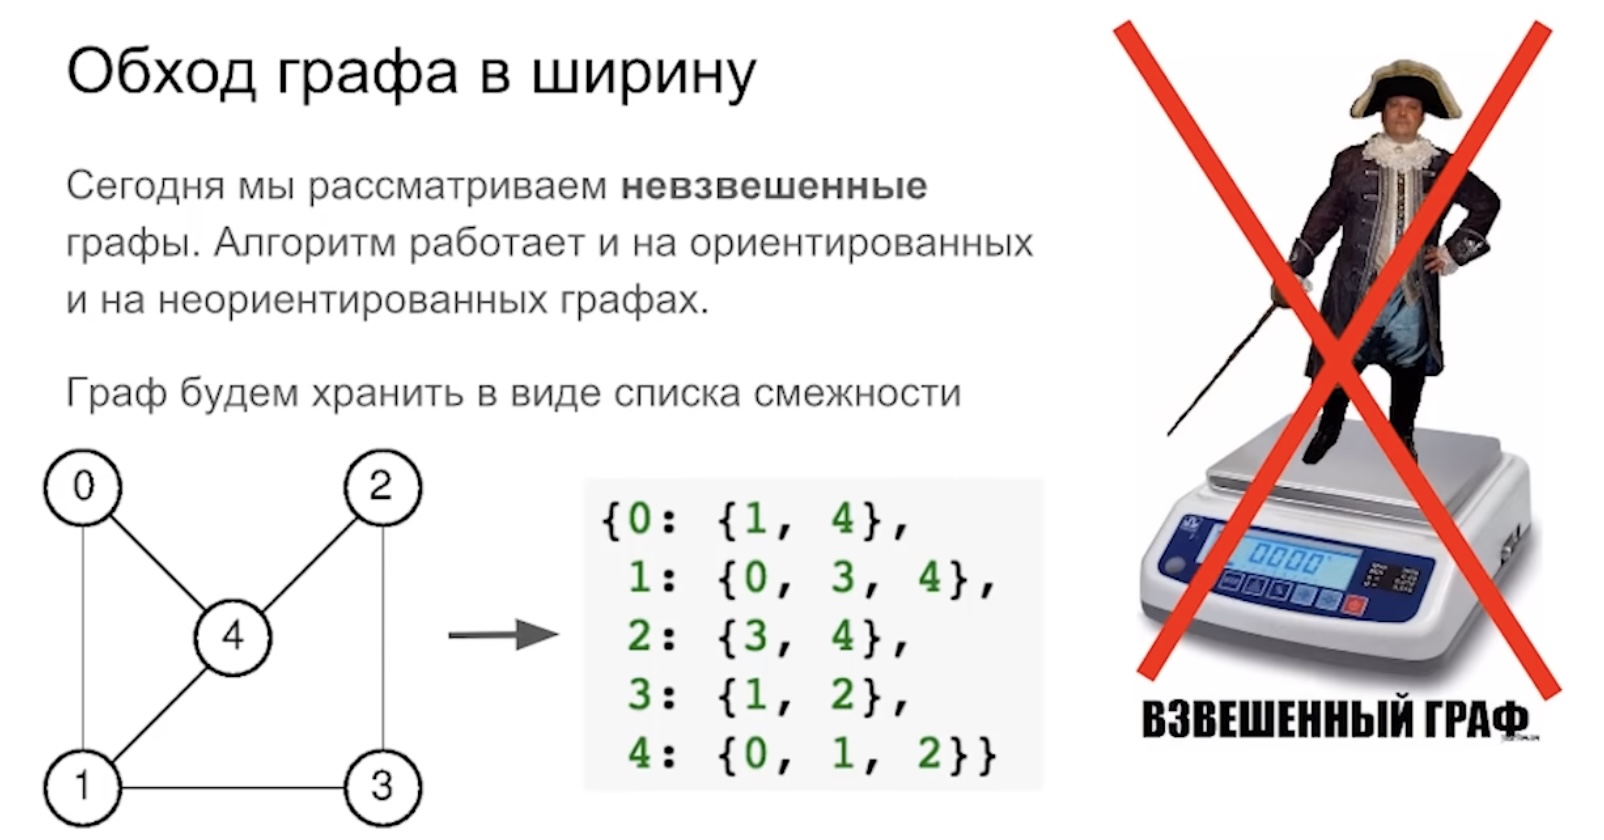 Обход графа в ширину
Сегодня мы рассматриваем невзвешенные
графы. Алгоритм работает и на ориентированных
и на неориентированных графах.
Граф будем хранить в виде списка смежности
0
2
4
1
3
{0: {1, 4},
1: {0, 3, 4},
2: {3, 4},
3: {1, 2},
4: {0, 1, 2}}
0000
ВЗВЕШЕННЫЙ ГРАФ